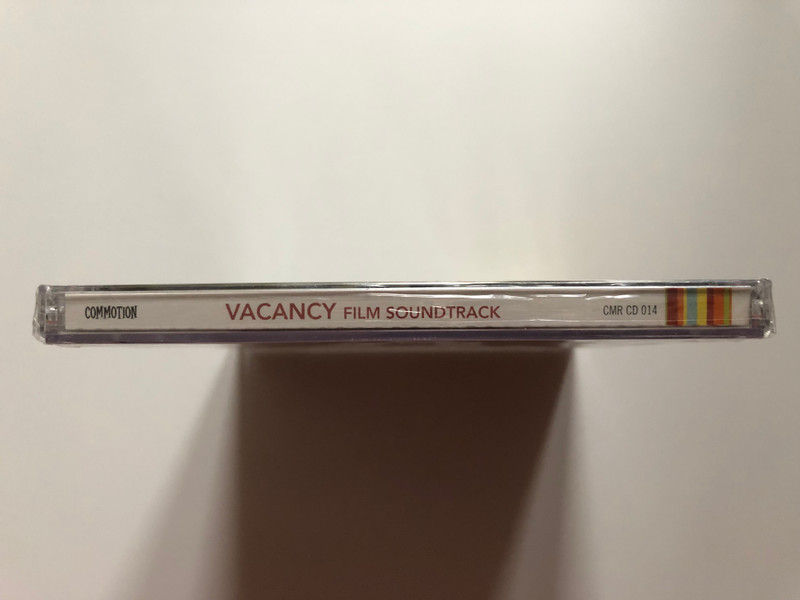 COMMOTION VACANCY FILM SOUNDTRACK CMR CD 014